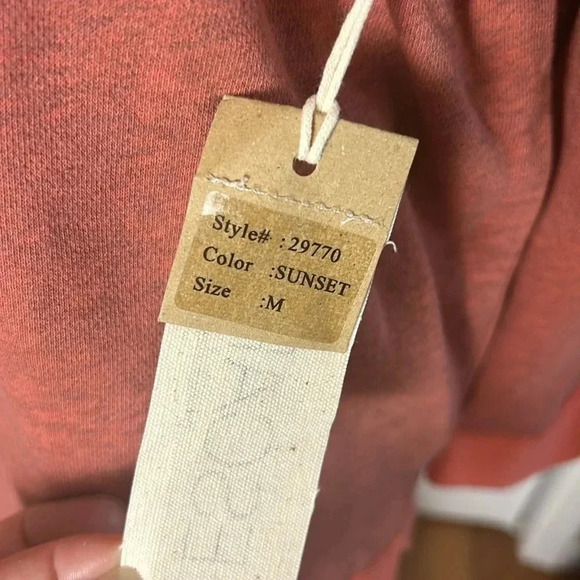 Style# : 29770
Color :SUNSET
Size :M